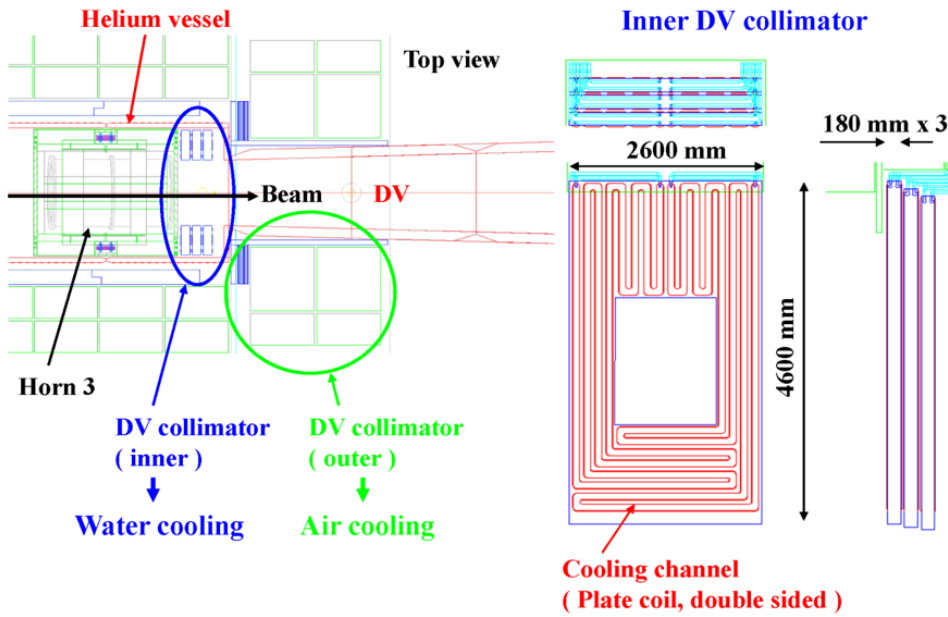 Helium vessel
Top view
Beam
DV
Horn 3
DV collimator
( inner )
Water cooling
DV collimator
( outer )
Air cooling
Inner DV collimator
180 mm x 3
2600 mm
4600 mm
Cooling channel
( Plate coil, double sided )